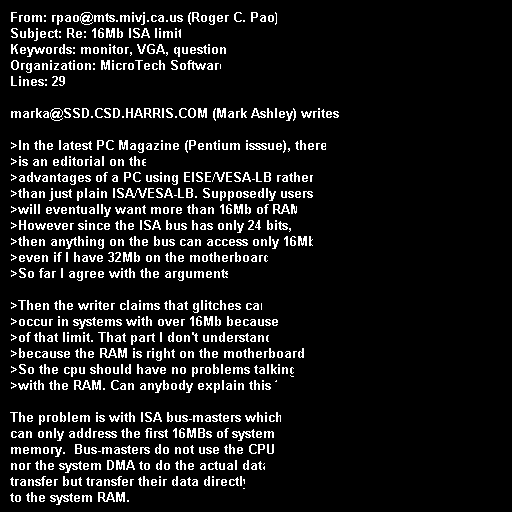 From: rpao@mts.mivj.ca.us (Roger C. Pao)
Subject: Re: 16Mb ISA limit
Keywords: monitor, VGA, question
Organization: MicroTech Software
Lines: 29

marka@SSD.CSD.HARRIS.COM (Mark Ashley) writes

>In the latest PC Magazine (Pentium isssue), there
>is an editorial on the
>advantages of a PC using EISE/VESA-LB rather
>than just plain ISA/VESA-LB. Supposedly users
>will eventually want more than 16Mb of RAM
>However since the ISA bus has only 24 bits,
>then anything on the bus can access only 16Mb
>even if I have 32Mb on the motherboard
>So far I agree with the arguments

>Then the writer claims that glitches can
>occur in systems with over 16Mb because
>of that limit. That part I don't understand
>because the RAM is right on the motherboard
>So the cpu should have no problems talking
>with the RAM. Can anybody explain this ?

The problem is with ISA bus-masters which
can only address the first 16MBs of system
memory.  Bus-masters do not use the CPU
nor the system DMA to do the actual data
transfer but transfer their data directly
to the system RAM.